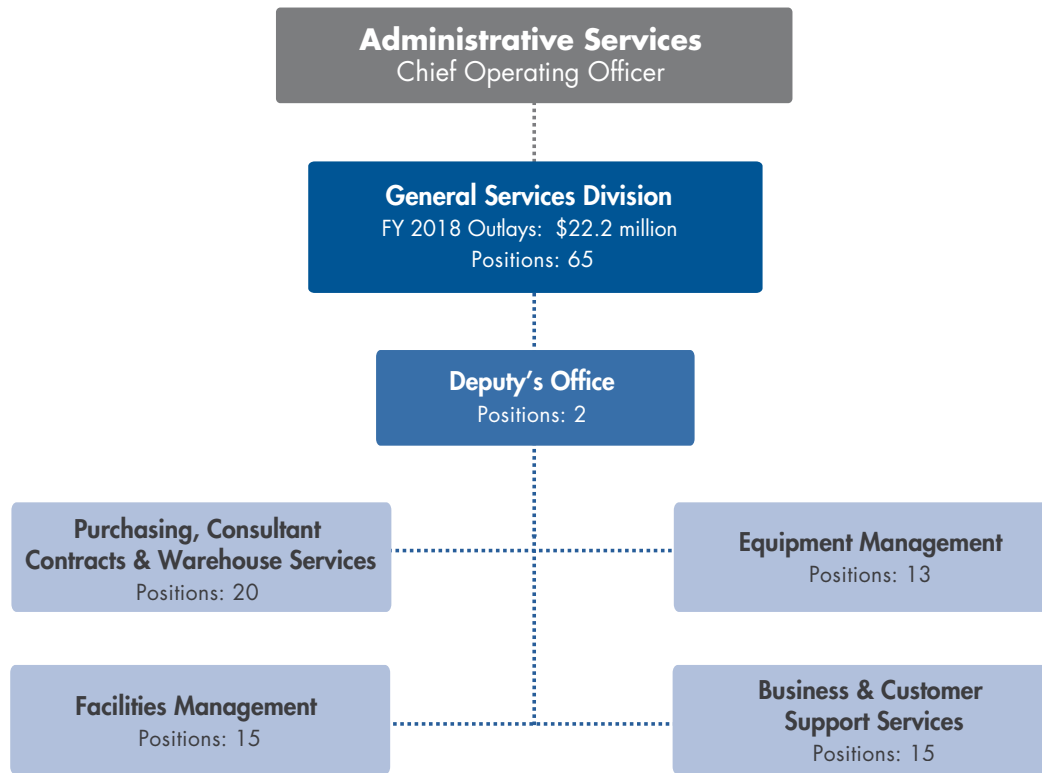 Administrative Services
Chief Operating Officer
General Services Division
FY 2018 Outlays: $22.2 million
Positions: 65
Deputy’s Office
Positions: 2
Purchasing, Consultant
Contracts & Warehouse Services
Positions: 20
Equipment Management
Positions: 13
Facilities Management
Positions: 15
Business & Customer
Support Services
Positions: 15